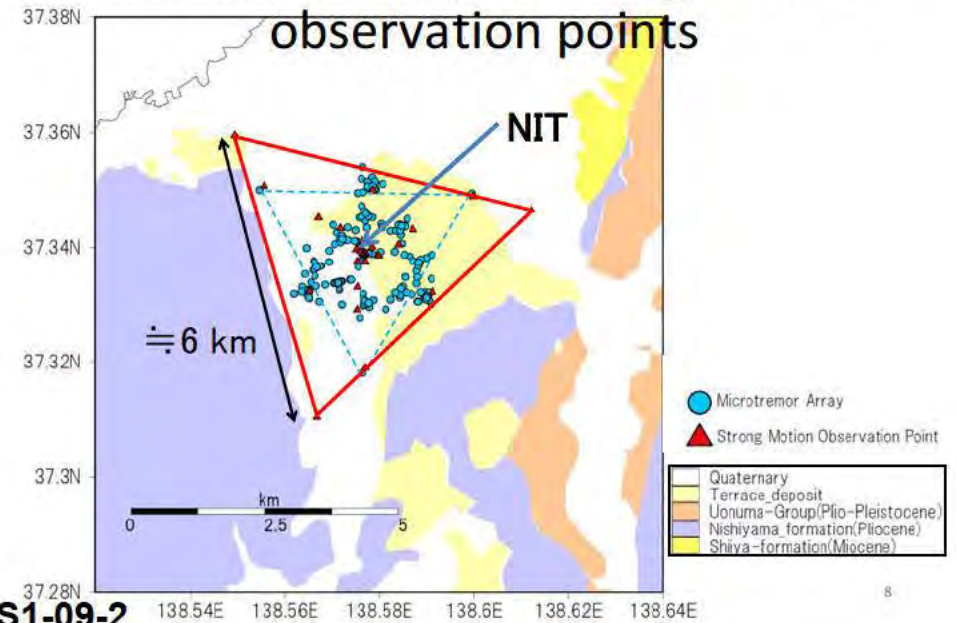 observation points
37.38N
37.36N
37.34N
37.32N
37.3N
37.28N
NIT
≒6 km
km
0 2.5 5
138.54E 138.56E 138.58E 138.6E 138.62E 138.64E
Microtremor Array
Strong Motion Observation Point
Quaternary
Terrace_deposit
Uonuma-Group(Plio-Pleistocene)
Nishiyama_formation(Pliocene)
Shiiya-formation(Miocene)
S1-09-2
8